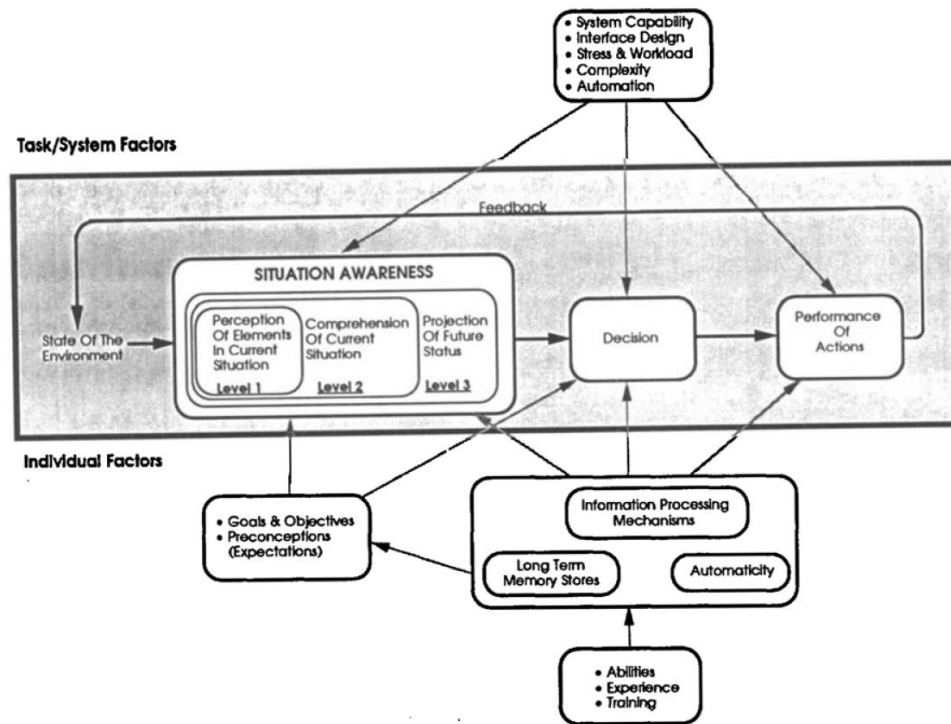 • System Capability
• Interface Design
• Stress & Workload
• Complexity
• Automation
Task/System Factors
Feedback
SITUATION AWARENESS
Perception
Of Elements
In Current
Situation
Level 1
Comprehension
Of Current
Situation
Level 2
Projection
Of Future
Status
Level 3
State Of The
Environment
Decision
Performance
Of
Actions
Individual Factors
• Goals & Objectives
• Preconceptions
(Expectations)
Information Processing
Mechanisms
Long Term
Memory Stores
Automaticity
• Abilities
• Experience
• Training